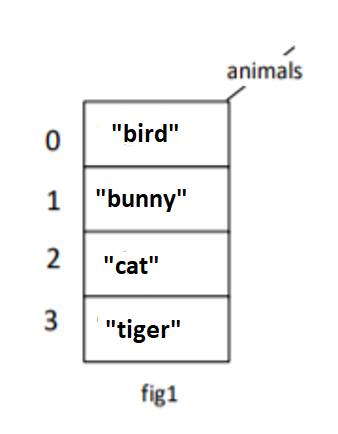 animals
0 "bird"
1 "bunny"
2 "cat"
3 "tiger"
fig1